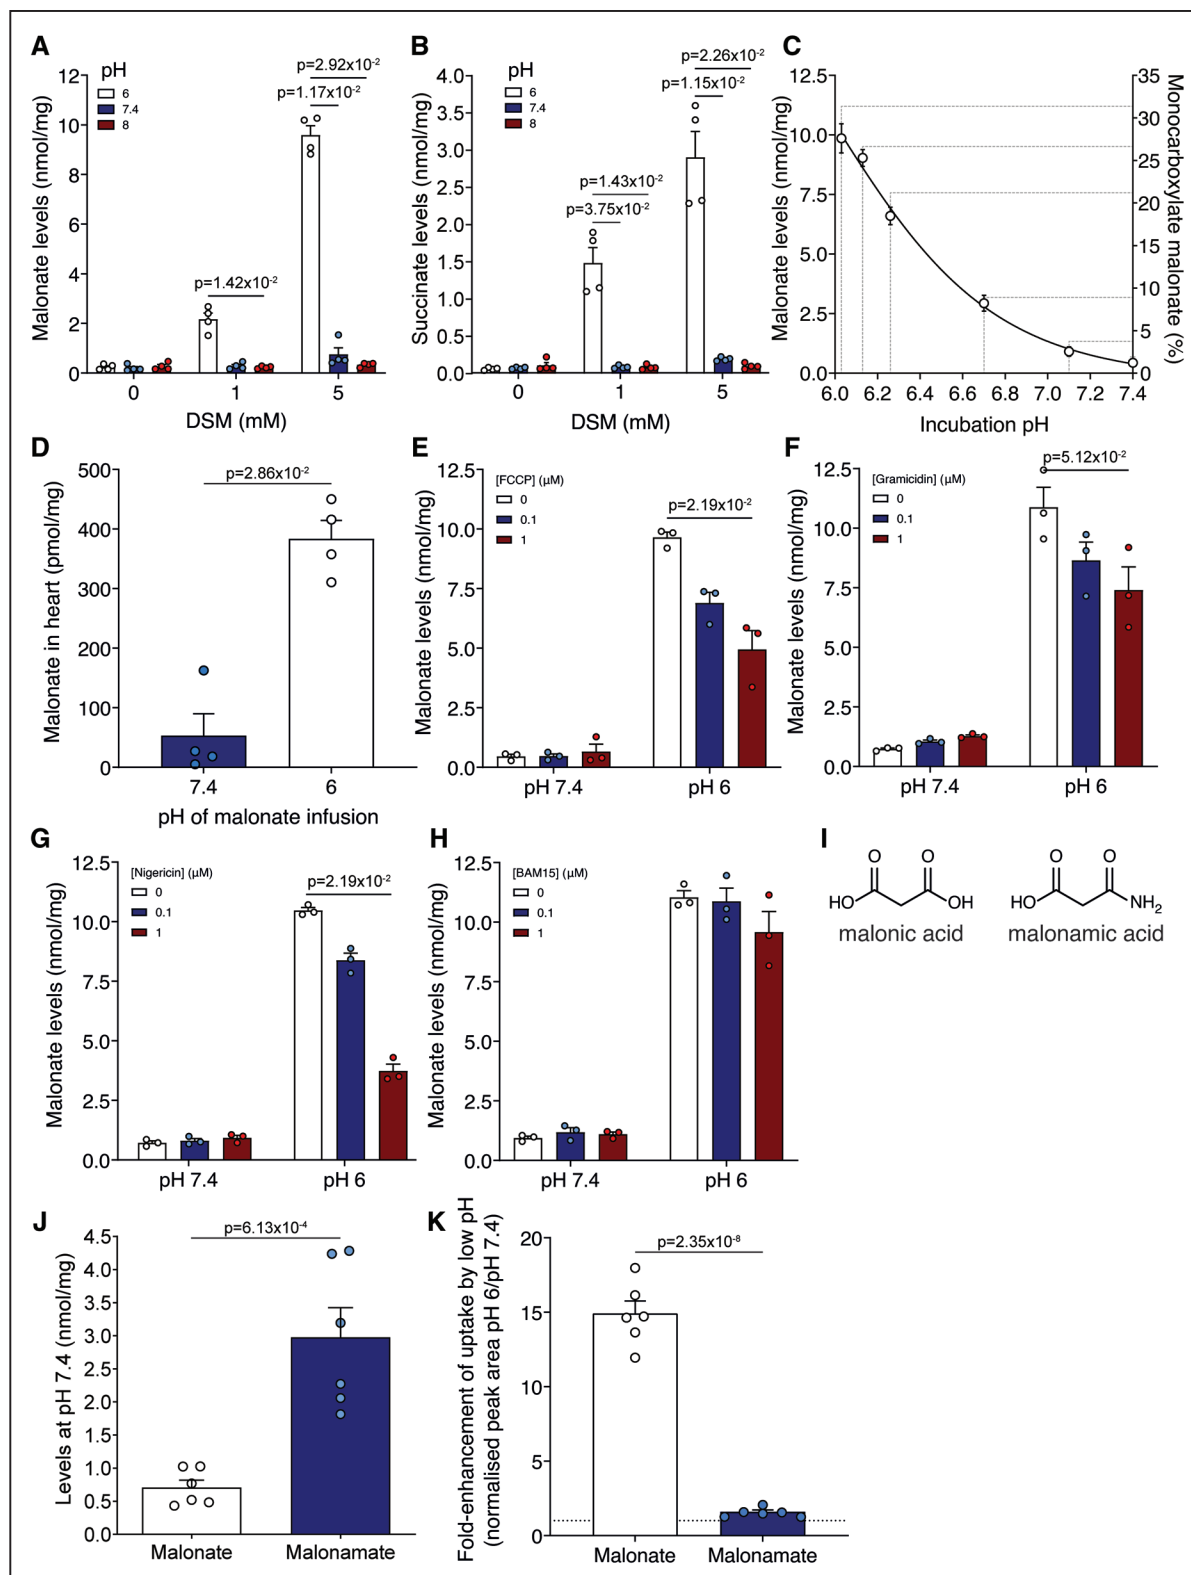 A
pH
6
7.4
8
p=2.92x10-2
p=1.17x10-2
p=1.42x10-2
Malonate levels (nmol/mg)
12
10
8
6
4
2
0
0 1 5
DSM (mM)
B
pH
6
7.4
8
p=2.26x10-2
p=1.15x10-2
p=1.43x10-2
p=3.75x10-2
Succinate levels (nmol/mg)
4.0
3.5
3.0
2.5
2.0
1.5
1.0
0.5
0.0
0 1 5
DSM (mM)
C
Malonate levels (nmol/mg)
12.5
10.0
7.5
5.0
2.5
0.0
6.0 6.2 6.4 6.6 6.8 7.0 7.2 7.4
Incubation pH
35
30
25
20
15
10
5
0
Monocarboxylate malonate (%)
D
p=2.86x10-2
Malonate in heart (pmol/mg)
500
400
300
200
100
0
7.4 6
pH of malonate infusion
E
[FCCP] (μM)
0
0.1
1
p=2.19x10-2
Malonate levels (nmol/mg)
12.5
10.0
7.5
5.0
2.5
0.0
pH 7.4 pH 6
F
[Gramicidin] (μM)
0
0.1
1
p=5.12x10-2
Malonate levels (nmol/mg)
12.5
10.0
7.5
5.0
2.5
0.0
pH 7.4 pH 6
G
[Nigericin] (μM)
0
0.1
1
p=2.19x10-2
Malonate levels (nmol/mg)
12.5
10.0
7.5
5.0
2.5
0.0
pH 7.4 pH 6
H
[BAM15] (μM)
0
0.1
1
Malonate levels (nmol/mg)
12.5
10.0
7.5
5.0
2.5
0.0
pH 7.4 pH 6
I
O O
HO OH
malonic acid
O O
HO NH2
malonamic acid
J
p=6.13x10-4
Levels at pH 7.4 (nmol/mg)
4.5
4.0
3.5
3.0
2.5
2.0
1.5
1.0
0.5
0.0
Malonate Malonamate
K
p=2.35x10-8
Fold-enhancement of uptake by low pH
(normalised peak area pH 6/pH 7.4)
20
15
10
5
0
Malonate Malonamate